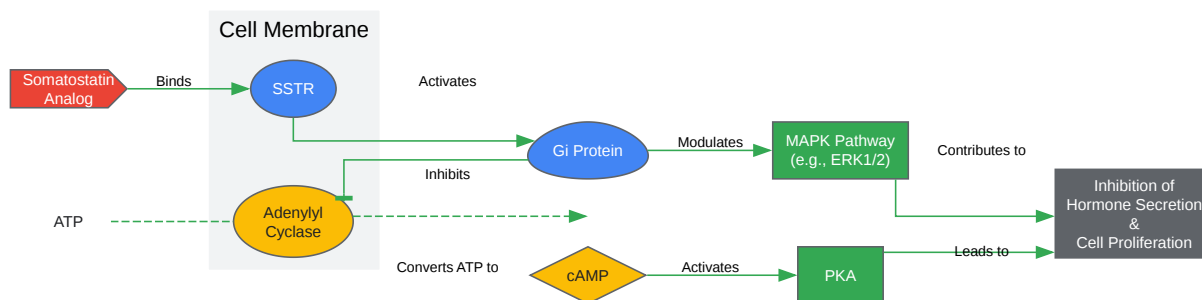 Cell Membrane
Somatostatin
Analog
Binds
SSTR
Activates
Gi Protein
Modulates
MAPK Pathway
(e.g., ERK1/2)
Contributes to
Inhibits
Inhibition of
Hormone Secretion
&
Cell Proliferation
ATP
Adenylyl
Cyclase
Converts ATP to
cAMP
Activates
PKA
Leads to